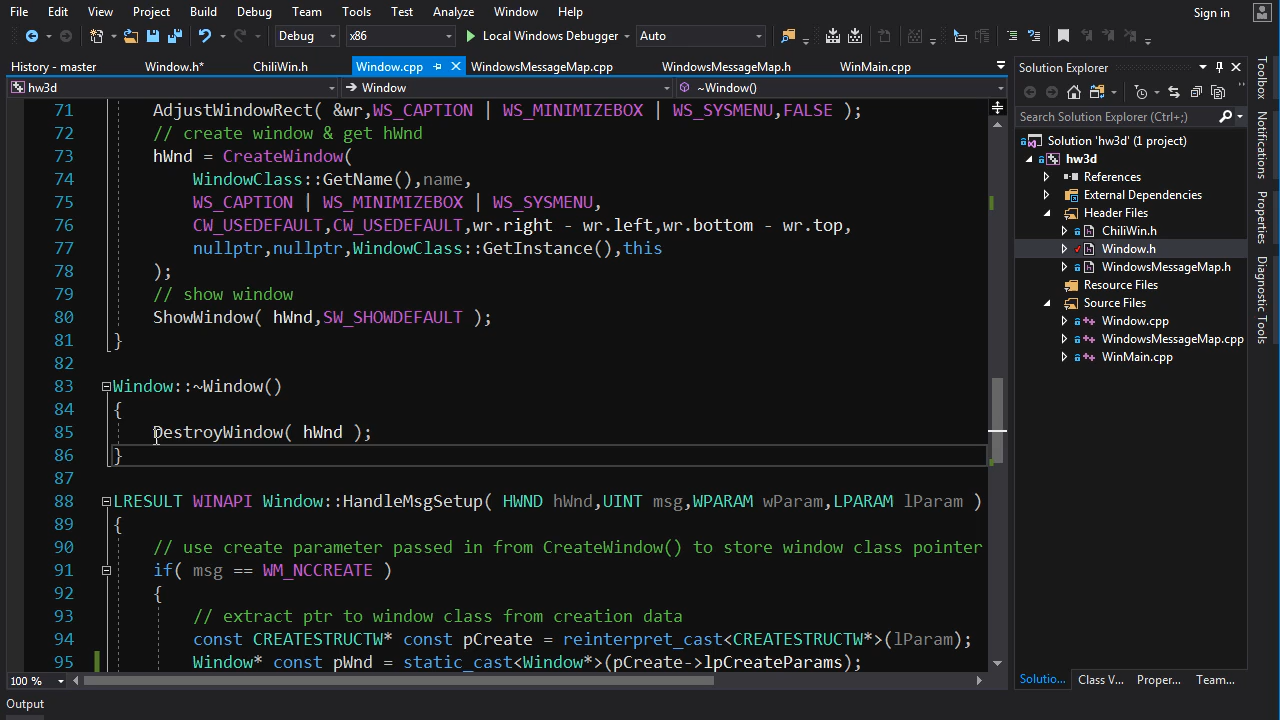 File Edit View Project Build Debug Team Tools Test Analyze Window Help Sign in
Debug x86 Local Windows Debugger Auto
History - master Window.h* ChiliWin.h Window.cpp WindowsMessageMap.cpp WindowsMessageMap.h WinMain.cpp
hw3d Window ~Window()
71 AdjustWindowRect( &wr,WS_CAPTION | WS_MINIMIZEBOX | WS_SYSMENU,FALSE );
72 // create window & get hWnd
73 hWnd = CreateWindow(
74 WindowClass::GetName(),name,
75 WS_CAPTION | WS_MINIMIZEBOX | WS_SYSMENU,
76 CW_USEDEFAULT,CW_USEDEFAULT,wr.right - wr.left,wr.bottom - wr.top,
77 nullptr,nullptr,WindowClass::GetInstance(),this
78 );
79 // show window
80 ShowWindow( hWnd,SW_SHOWDEFAULT );
81 }
82
83 Window::~Window()
84 {
85 DestroyWindow( hWnd );
86 }
87
88 LRESULT WINAPI Window::HandleMsgSetup( HWND hWnd,UINT msg,WPARAM wParam,LPARAM lParam )
89 {
90 // use create parameter passed in from CreateWindow() to store window class pointer
91 if( msg == WM_NCCREATE )
92 {
93 // extract ptr to window class from creation data
94 const CREATESTRUCTW* const pCreate = reinterpret_cast<CREATESTRUCTW*>(lParam);
95 Window* const pWnd = static_cast<Window*>(pCreate->lpCreateParams);
100 %
Output
Solution Explorer
Search Solution Explorer (Ctrl+;)
Solution 'hw3d' (1 project)
hw3d
References
External Dependencies
Header Files
ChiliWin.h
Window.h
WindowsMessageMap.h
Resource Files
Source Files
Window.cpp
WindowsMessageMap.cpp
WinMain.cpp
Solutio... Class V... Proper... Team...
Toolbox
Notifications
Properties
Diagnostic Tools